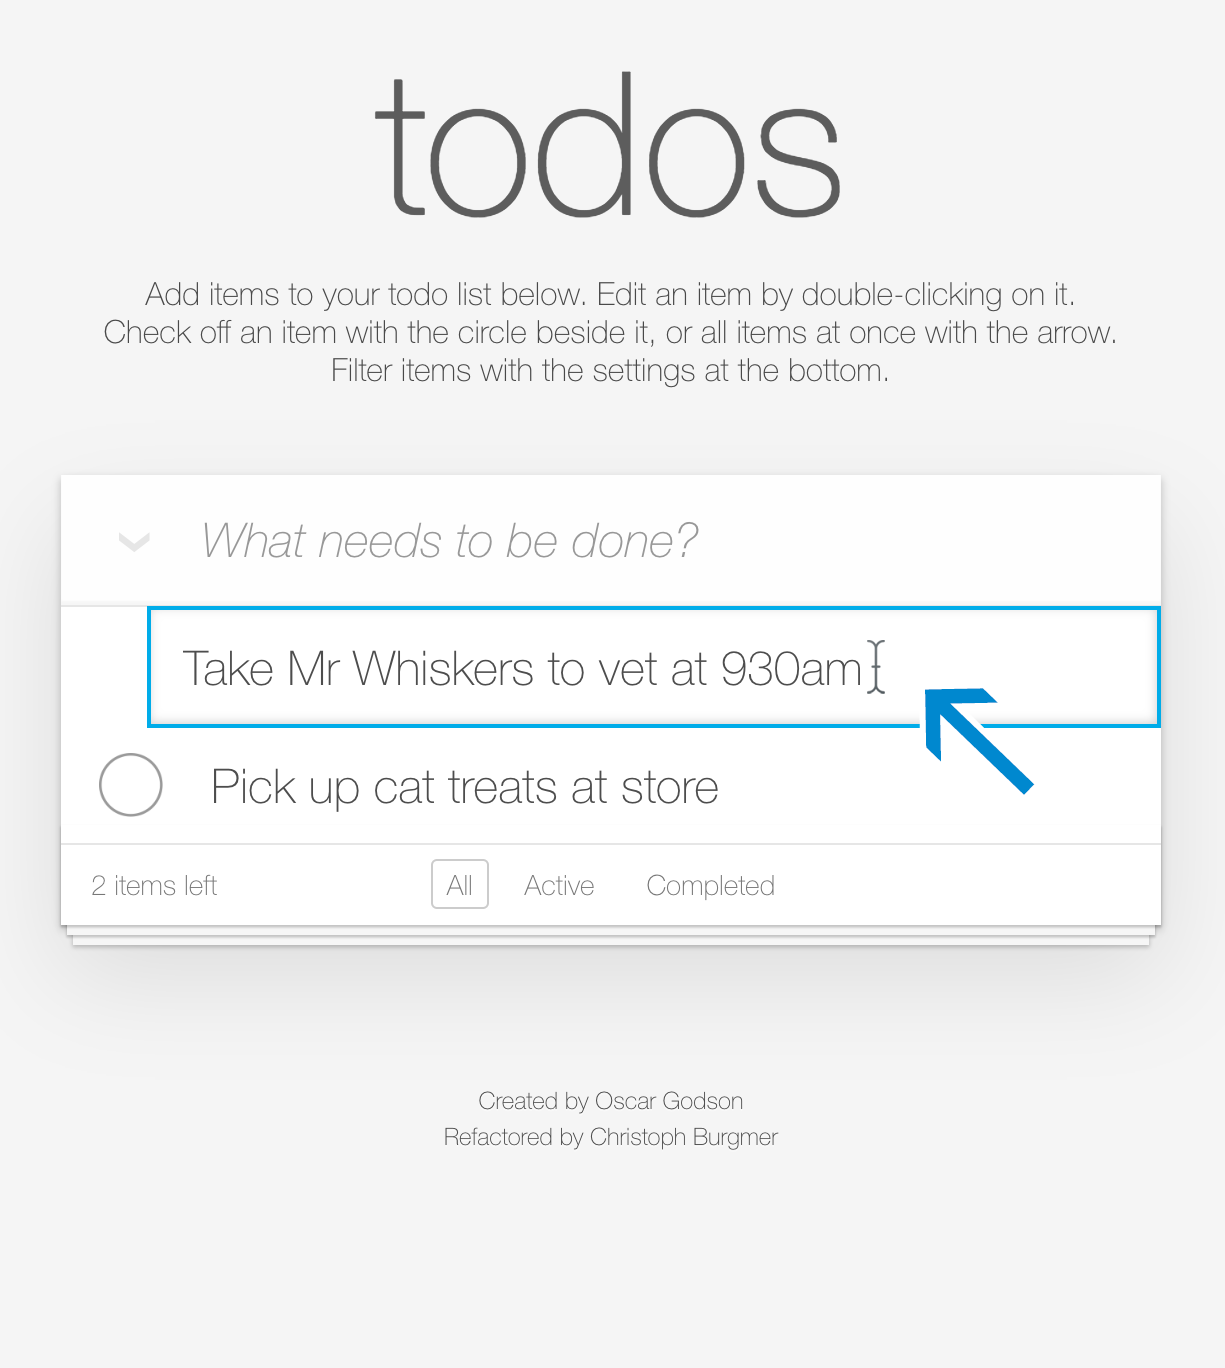 todos
Add items to your todo list below. Edit an item by double-clicking on it.
Check off an item with the circle beside it, or all items at once with the arrow.
Filter items with the settings at the bottom.
What needs to be done?
Take Mr Whiskers to vet at 930am
Pick up cat treats at store
2 items left All Active Completed
Created by Oscar Godson
Refactored by Christoph Burgmer